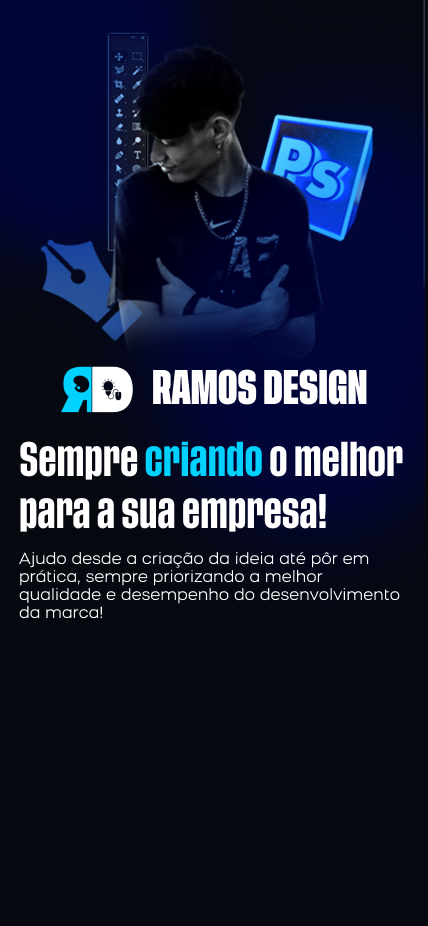 Ps
RD RAMOS DESIGN
Sempre criando o melhor
para a sua empresa!
Ajudo desde a criação da ideia até pôr em
prática, sempre priorizando a melhor
qualidade e desempenho do desenvolvimento
da marca!